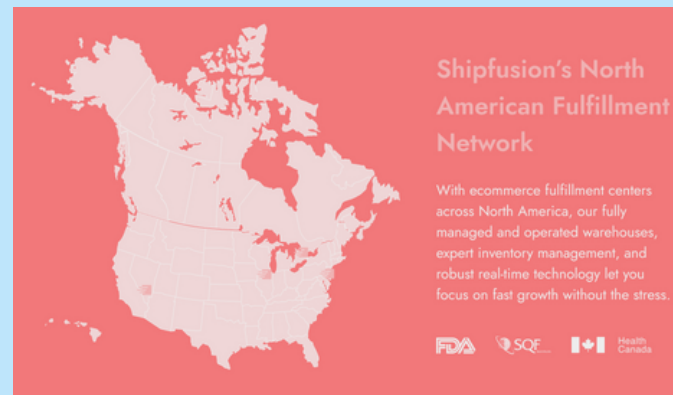 Shipfusion's North
American Fulfillment
Network
With ecommerce fulfillment centers
across North America, our fully
managed and operated warehouses,
expert inventory management, and
robust real-time technology let you
focus on fast growth without the stress.
FDA SQF Health
Canada